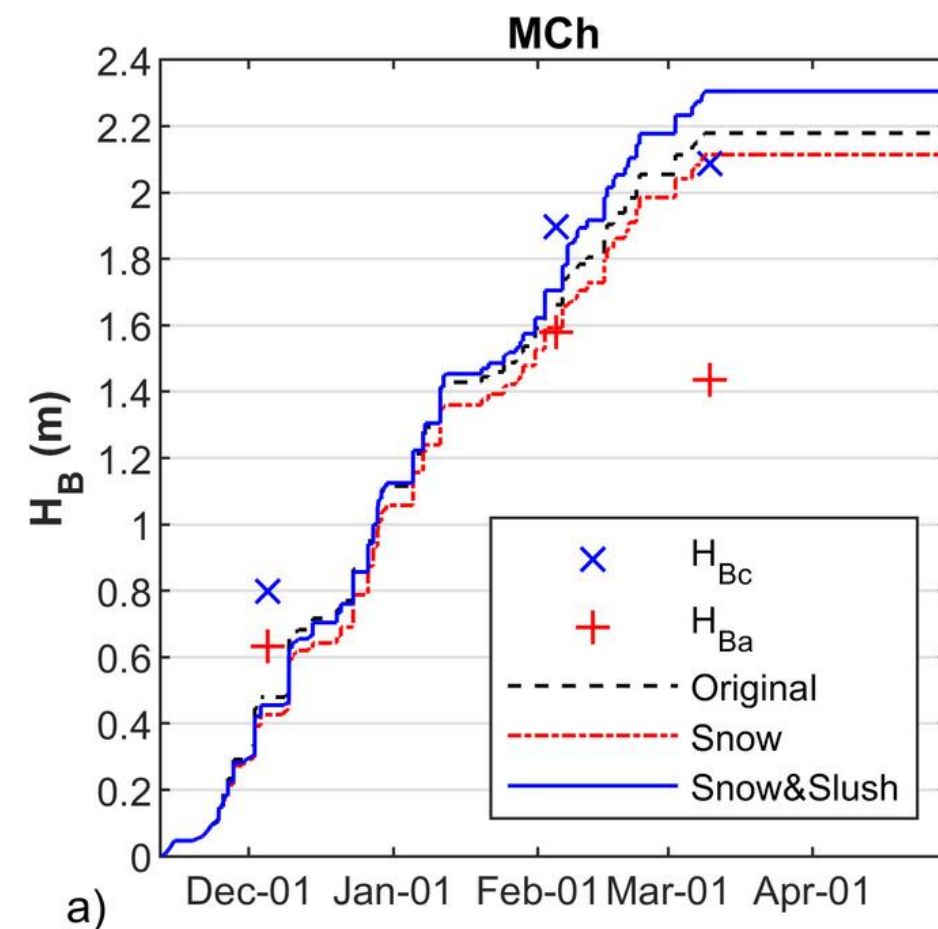 MCh
2.4
2.2
2
1.8
1.6
1.4
1.2
1
0.8
0.6
0.4
0.2
0
H_B (m)
H_Bc
H_Ba
Original
Snow
Snow&Slush
Dec-01 Jan-01 Feb-01 Mar-01 Apr-01
a)